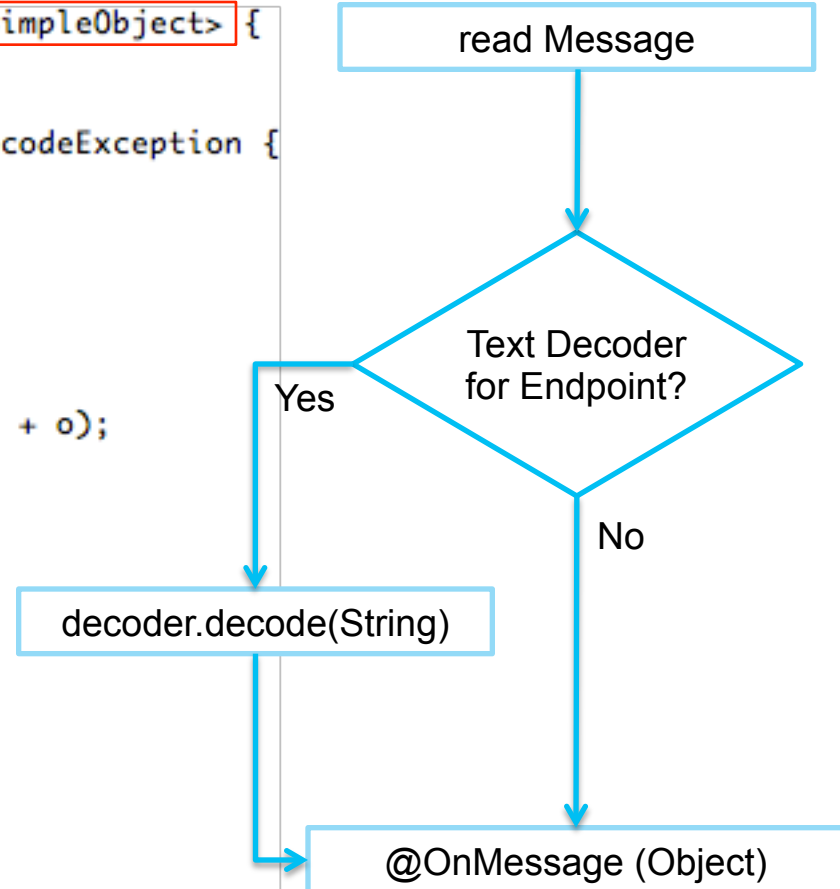 impleObject> {
codeException {
+ o);
read Message
Text Decoder
for Endpoint?
Yes
No
decoder.decode(String)
@OnMessage (Object)